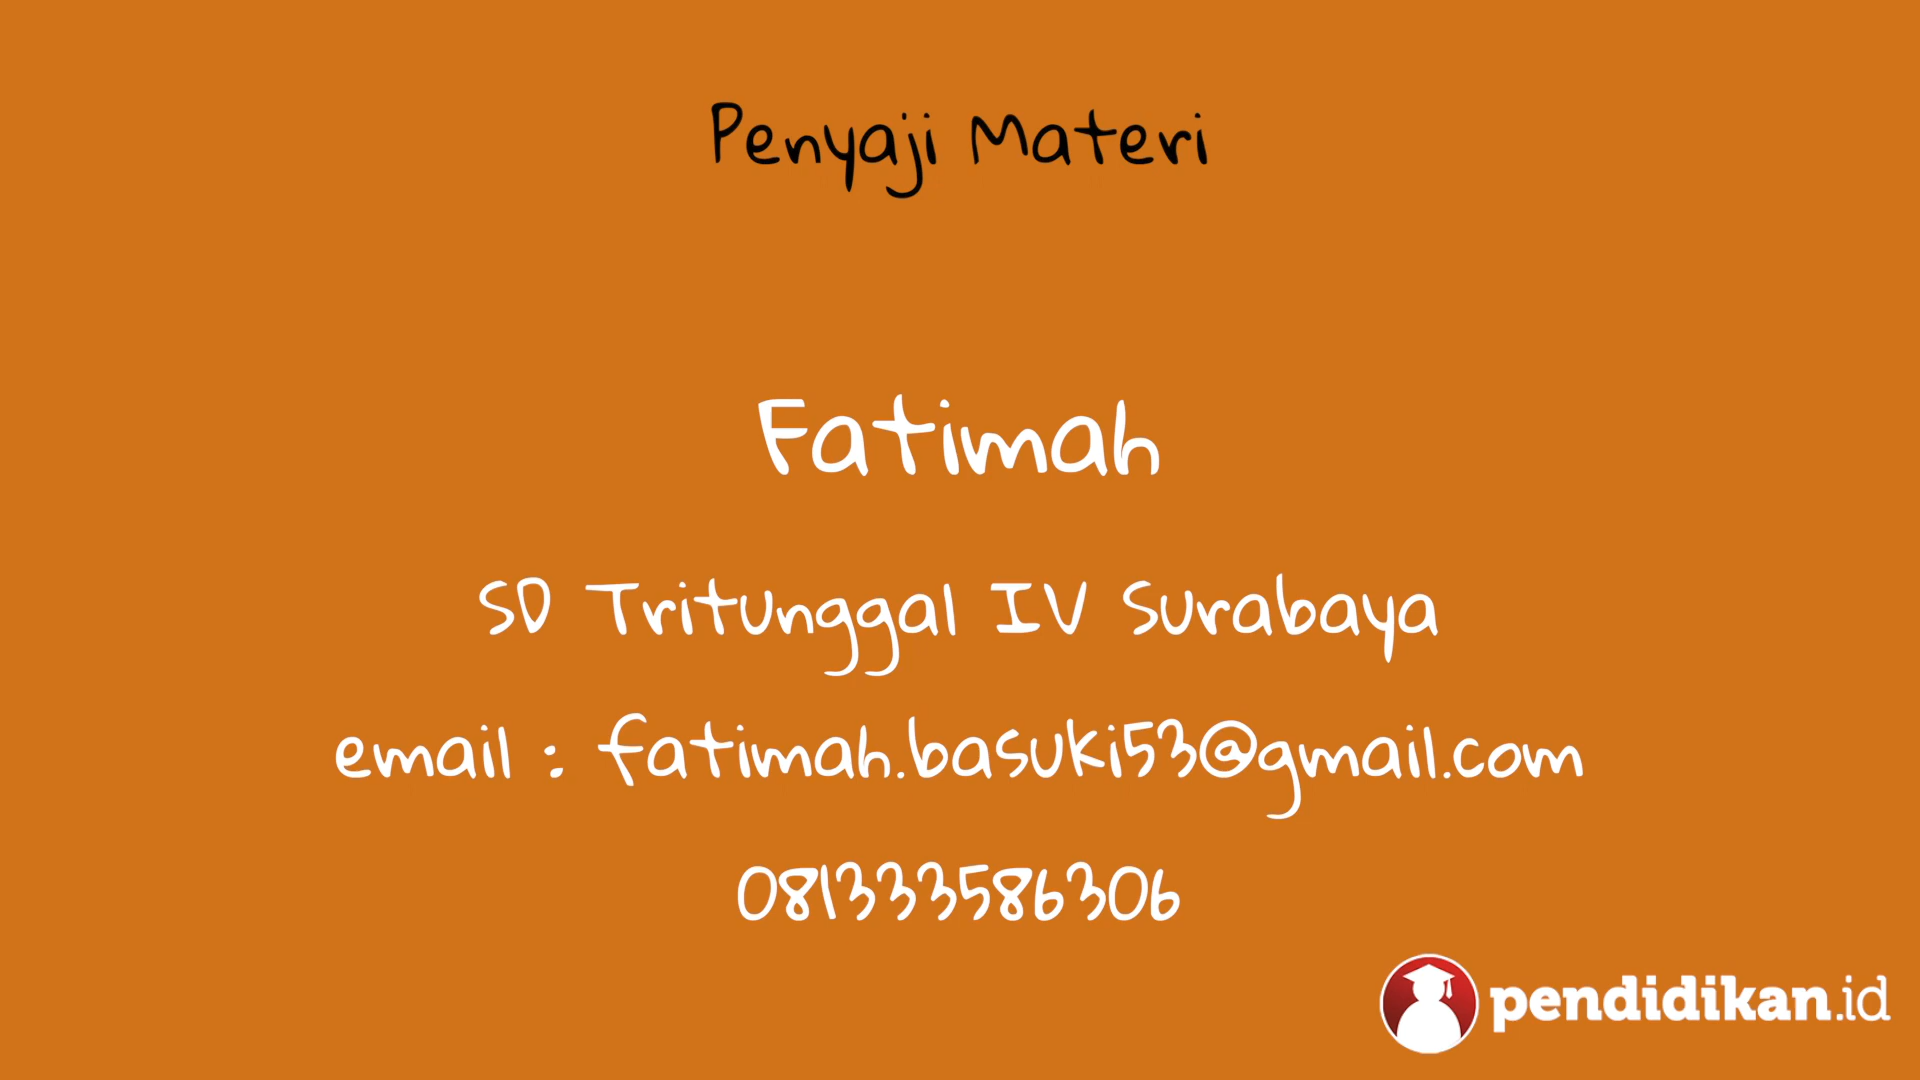 Penyaji Materi
Fatimah
SD Tritunggal IV Surabaya
email : fatimah.basuki53@gmail.com
081333586306
pendidikan.id